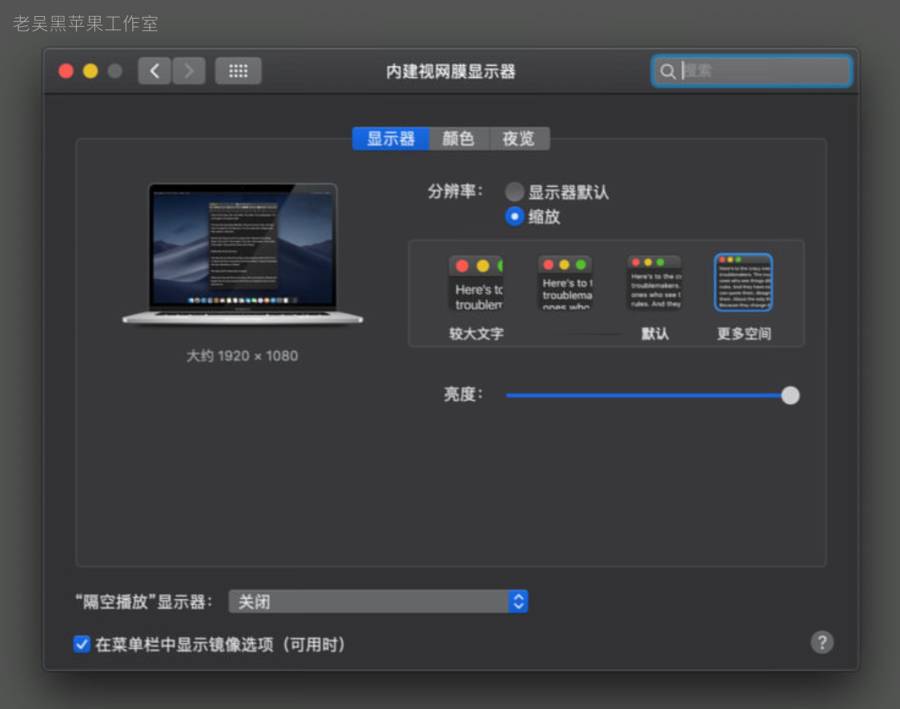 老吴黑苹果工作室
内建视网膜显示器
搜索
显示器 颜色 夜览
分辨率： 显示器默认
缩放
Here's to
troublem
Here's to t
troublema
ones who
Here's to the cr
troublemakers.
ones who see t
rules. And they
较大文字 默认 更多空间
大约 1920 × 1080
亮度：
“隔空播放”显示器： 关闭
在菜单栏中显示镜像选项（可用时）
?